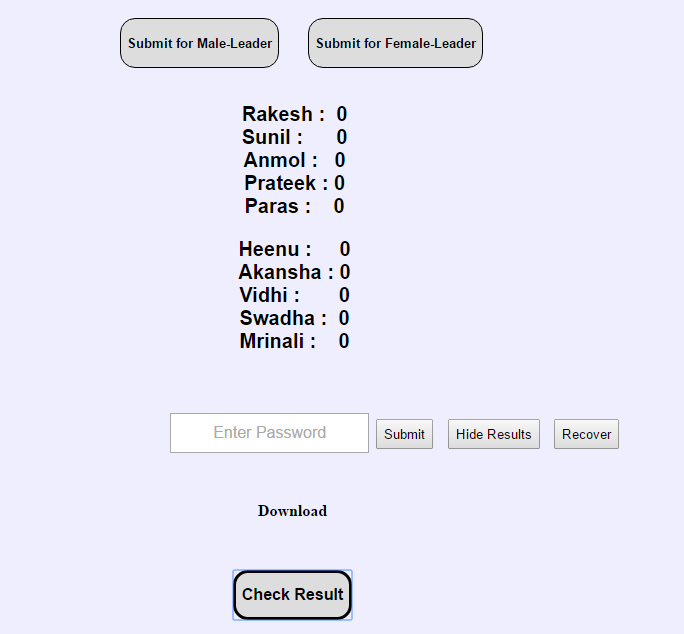 Submit for Male-Leader Submit for Female-Leader
Rakesh : 0
Sunil : 0
Anmol : 0
Prateek : 0
Paras : 0
Heenu : 0
Akansha : 0
Vidhi : 0
Swadha : 0
Mrinali : 0
Enter Password Submit Hide Results Recover
Download
Check Result